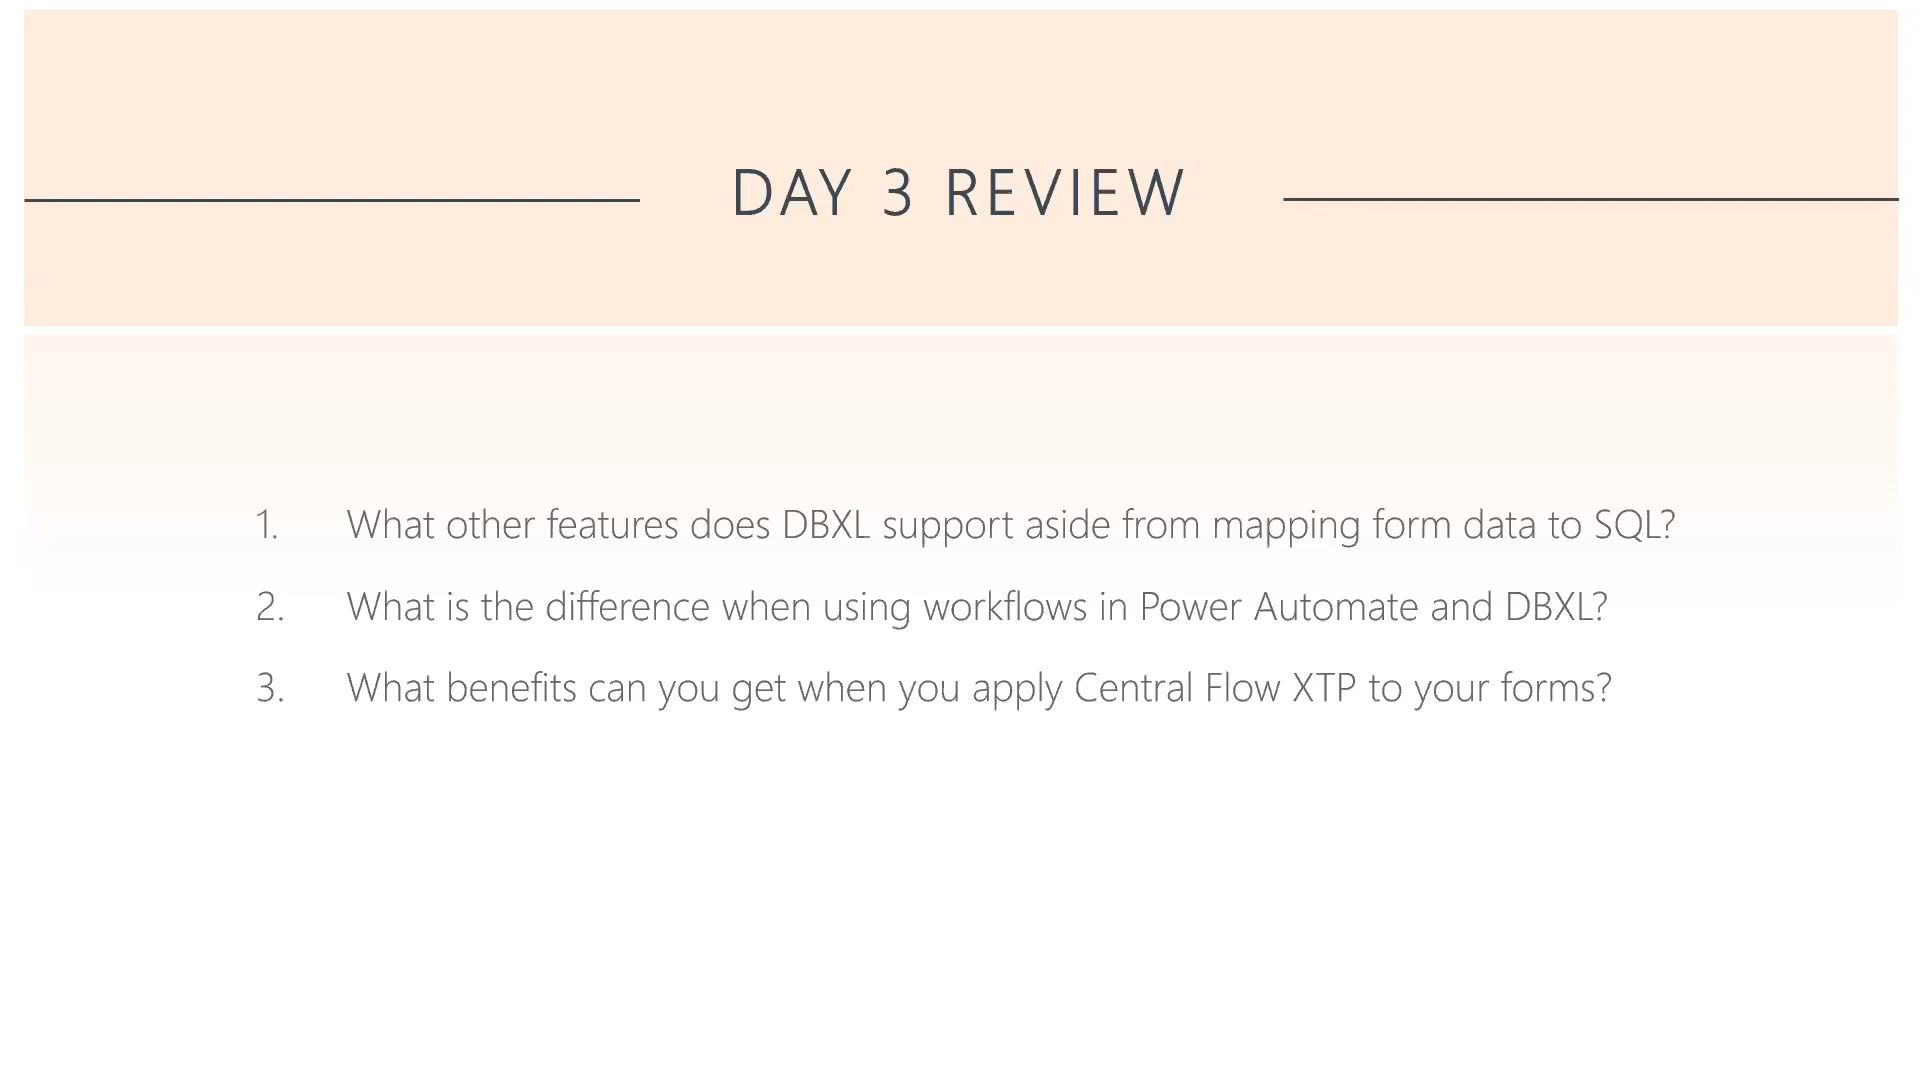 DAY 3 REVIEW
1. What other features does DBXL support aside from mapping form data to SQL?
2. What is the difference when using workflows in Power Automate and DBXL?
3. What benefits can you get when you apply Central Flow XTP to your forms?